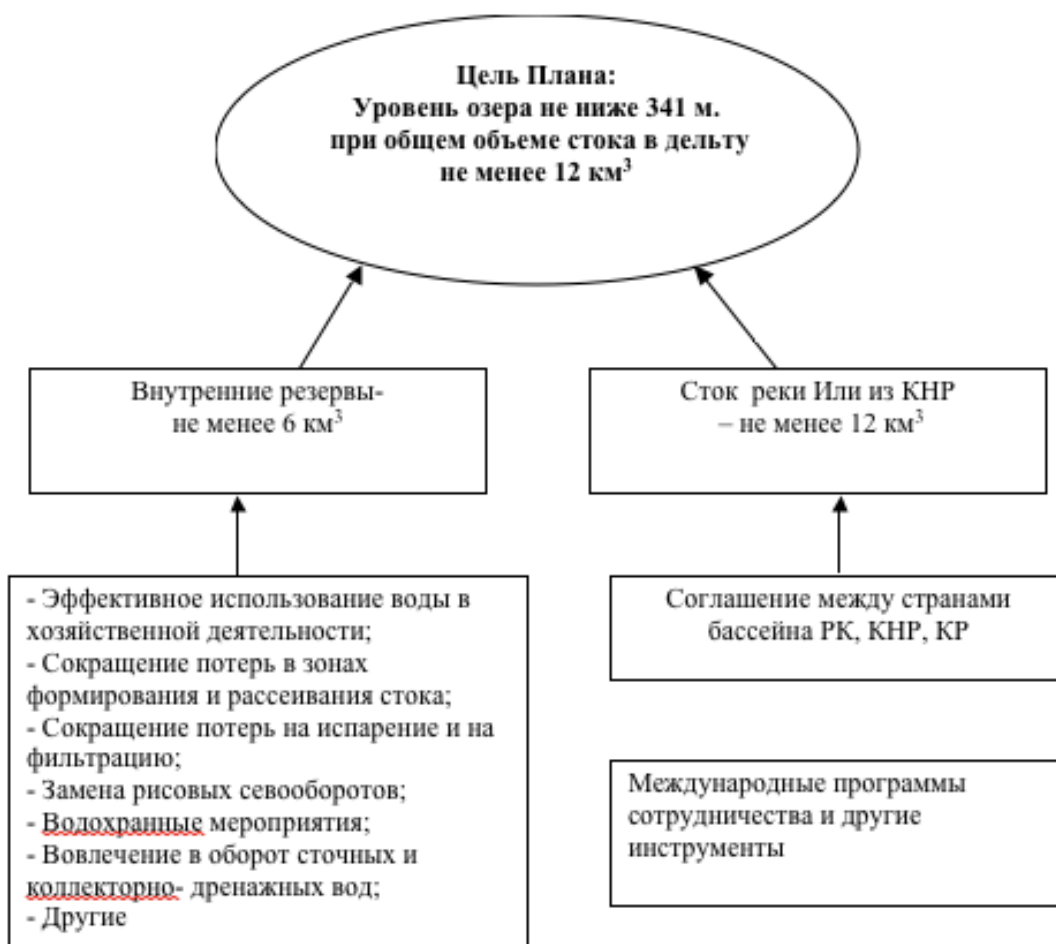 Цель Плана:
Уровень озера не ниже 341 м.
при общем объеме стока в дельту
не менее 12 км³
Внутренние резервы-
не менее 6 км³
Сток реки Или из КНР
– не менее 12 км³
- Эффективное использование воды в
хозяйственной деятельности;
- Сокращение потерь в зонах
формирования и рассеивания стока;
- Сокращение потерь на испарение и на
фильтрацию;
- Замена рисовых севооборотов;
- Водохранные мероприятия;
- Вовлечение в оборот сточных и
коллекторно- дренажных вод;
- Другие
Соглашение между странами
бассейна РК, КНР, КР
Международные программы
сотрудничества и другие
инструменты